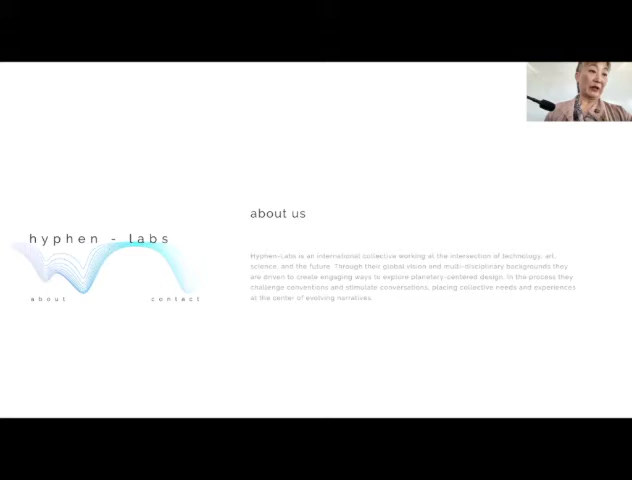 about us
hyphen - labs
Hyphen-Labs is an international collective working at the intersection of technology, art,
science, and the future. Through their global vision and multi-disciplinary backgrounds they
are driven to create engaging ways to explore planetary-centered design. In the process they
challenge conventions and stimulate conversations, placing collective needs and experiences
at the center of evolving narratives.
about contact